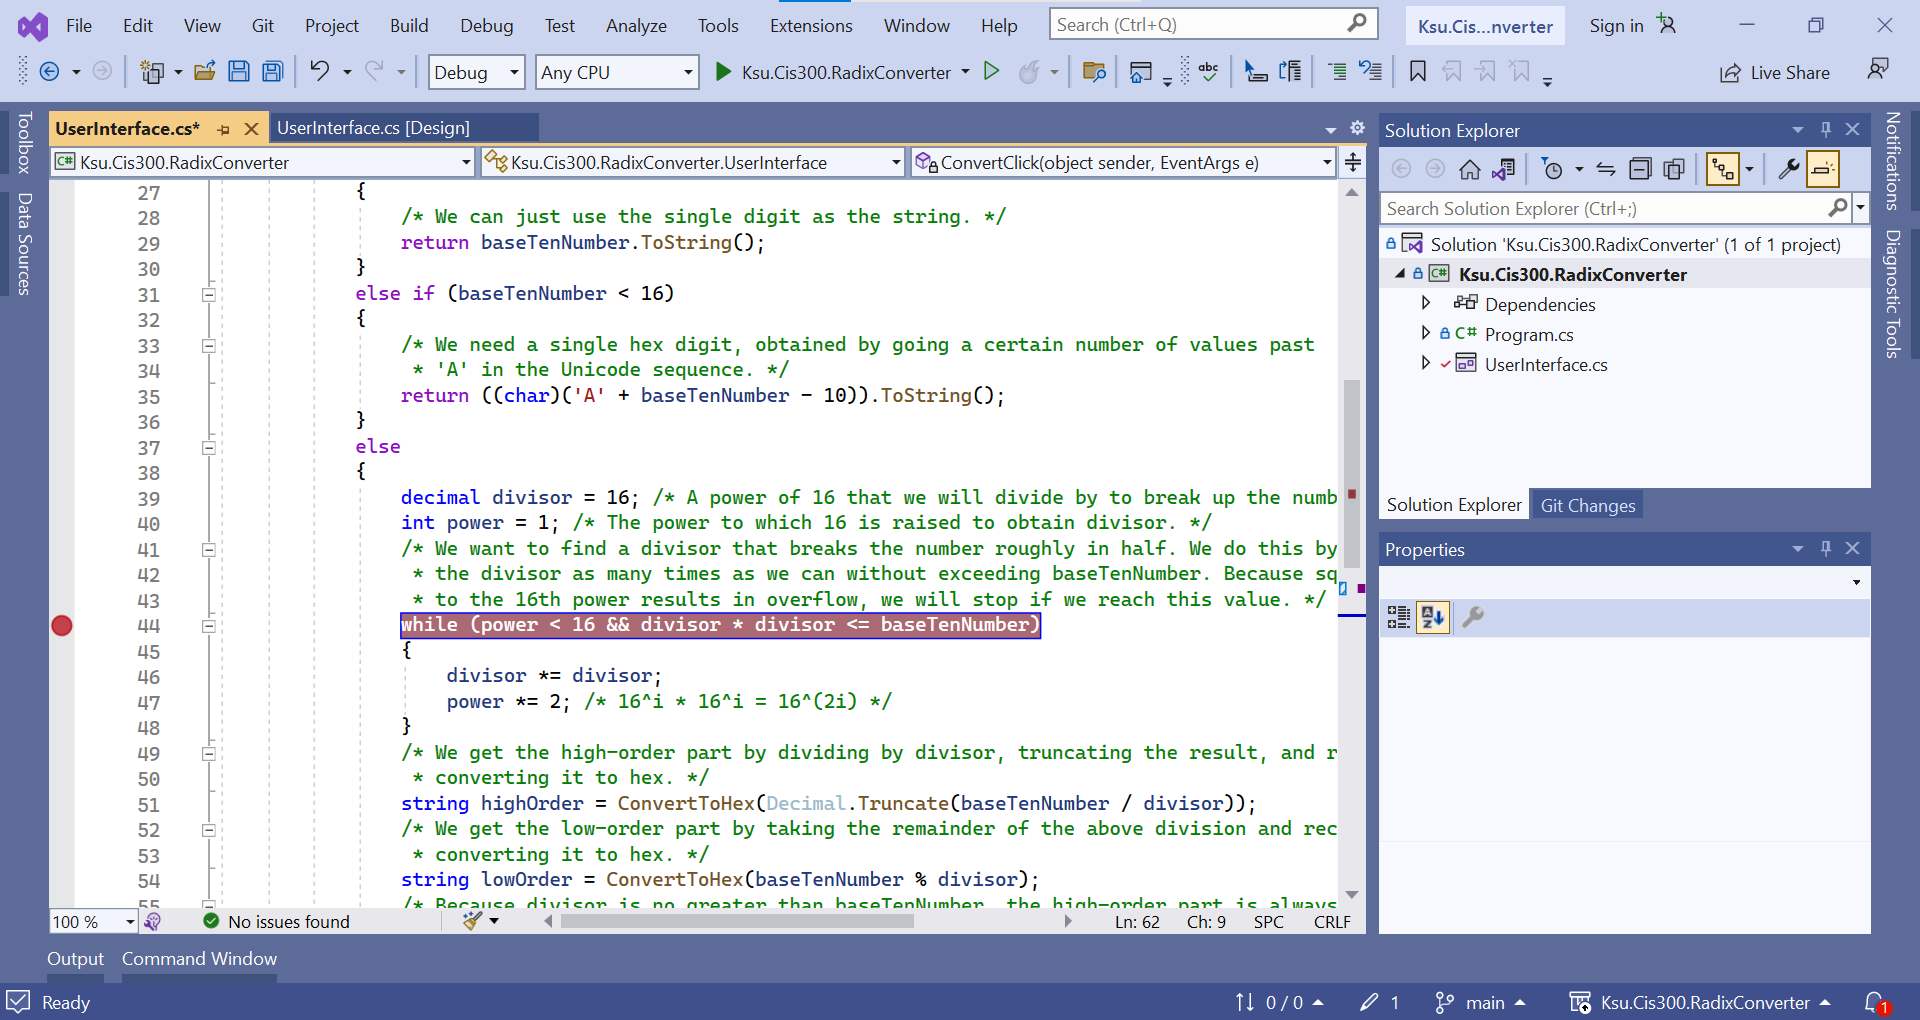 File Edit View Git Project Build Debug Test Analyze Tools Extensions Window Help Search (Ctrl+Q) Ksu.Cis...nverter Sign in
Debug Any CPU Ksu.Cis300.RadixConverter abc Live Share
Toolbox
Data Sources
UserInterface.cs* UserInterface.cs [Design]
C# Ksu.Cis300.RadixConverter Ksu.Cis300.RadixConverter.UserInterface ConvertClick(object sender, EventArgs e)
27 {
28 /* We can just use the single digit as the string. */
29 return baseTenNumber.ToString();
30 }
31 else if (baseTenNumber < 16)
32 {
33 /* We need a single hex digit, obtained by going a certain number of values past
34 * 'A' in the Unicode sequence. */
35 return ((char)('A' + baseTenNumber - 10)).ToString();
36 }
37 else
38 {
39 decimal divisor = 16; /* A power of 16 that we will divide by to break up the numb
40 int power = 1; /* The power to which 16 is raised to obtain divisor. */
41 /* We want to find a divisor that breaks the number roughly in half. We do this by
42 * the divisor as many times as we can without exceeding baseTenNumber. Because sq
43 * to the 16th power results in overflow, we will stop if we reach this value. */
44 while (power < 16 && divisor * divisor <= baseTenNumber)
45 {
46 divisor *= divisor;
47 power *= 2; /* 16^i * 16^i = 16^(2i) */
48 }
49 /* We get the high-order part by dividing by divisor, truncating the result, and r
50 * converting it to hex. */
51 string highOrder = ConvertToHex(Decimal.Truncate(baseTenNumber / divisor));
52 /* We get the low-order part by taking the remainder of the above division and rec
53 * converting it to hex. */
54 string lowOrder = ConvertToHex(baseTenNumber % divisor);
55 /* Because divisor is no greater than baseTenNumber, the high-order part is always
100 % No issues found Ln: 62 Ch: 9 SPC CRLF
Solution Explorer
Search Solution Explorer (Ctrl+;)
Solution 'Ksu.Cis300.RadixConverter' (1 of 1 project)
C# Ksu.Cis300.RadixConverter
Dependencies
C# Program.cs
UserInterface.cs
Solution Explorer Git Changes
Properties
A Z
Notifications
Diagnostic Tools
Output Command Window
Ready 0 / 0 1 main Ksu.Cis300.RadixConverter 1